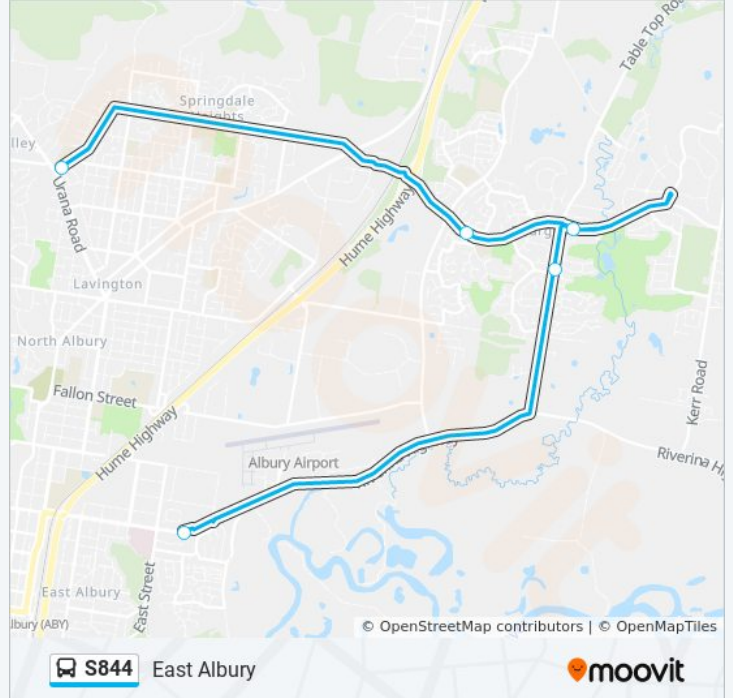 Table Top Ro
Springdale
Heights
lley
Urana Road
Hume Highway
Lavington
North Albury
Fallon Street
Kerr Road
Hume Highway
Albury Airport
Riverina Hi
East Street
East Albury
lbury (ABY)
© OpenStreetMap contributors | © OpenMapTiles
S844 East Albury
moovit